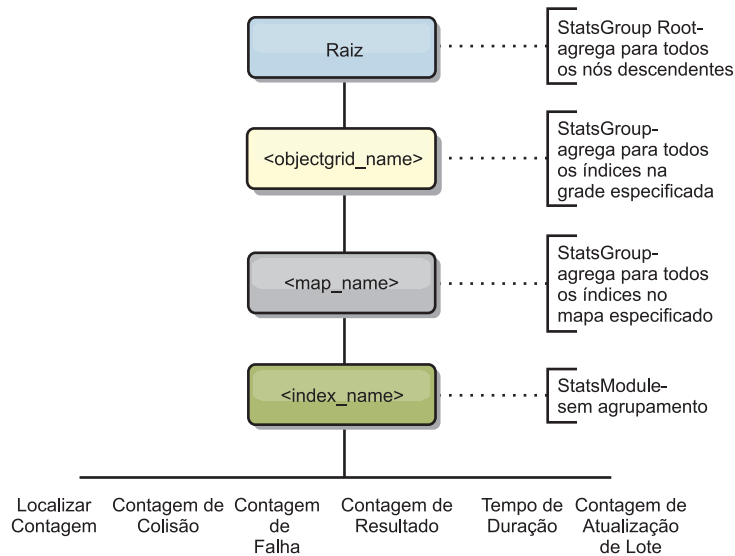 Raiz
StatsGroup Root-
agrega para todos
os nós descendentes
<objectgrid_name>
StatsGroup-
agrega para todos
os índices na
grade especificada
<map_name>
StatsGroup-
agrega para todos
os índices no
mapa especificado
<index_name>
StatsModule-
sem agrupamento
Localizar
Contagem
Contagem de
Colisão
Contagem
de
Falha
Contagem de
Resultado
Tempo de
Duração
Contagem de
Atualização
de Lote